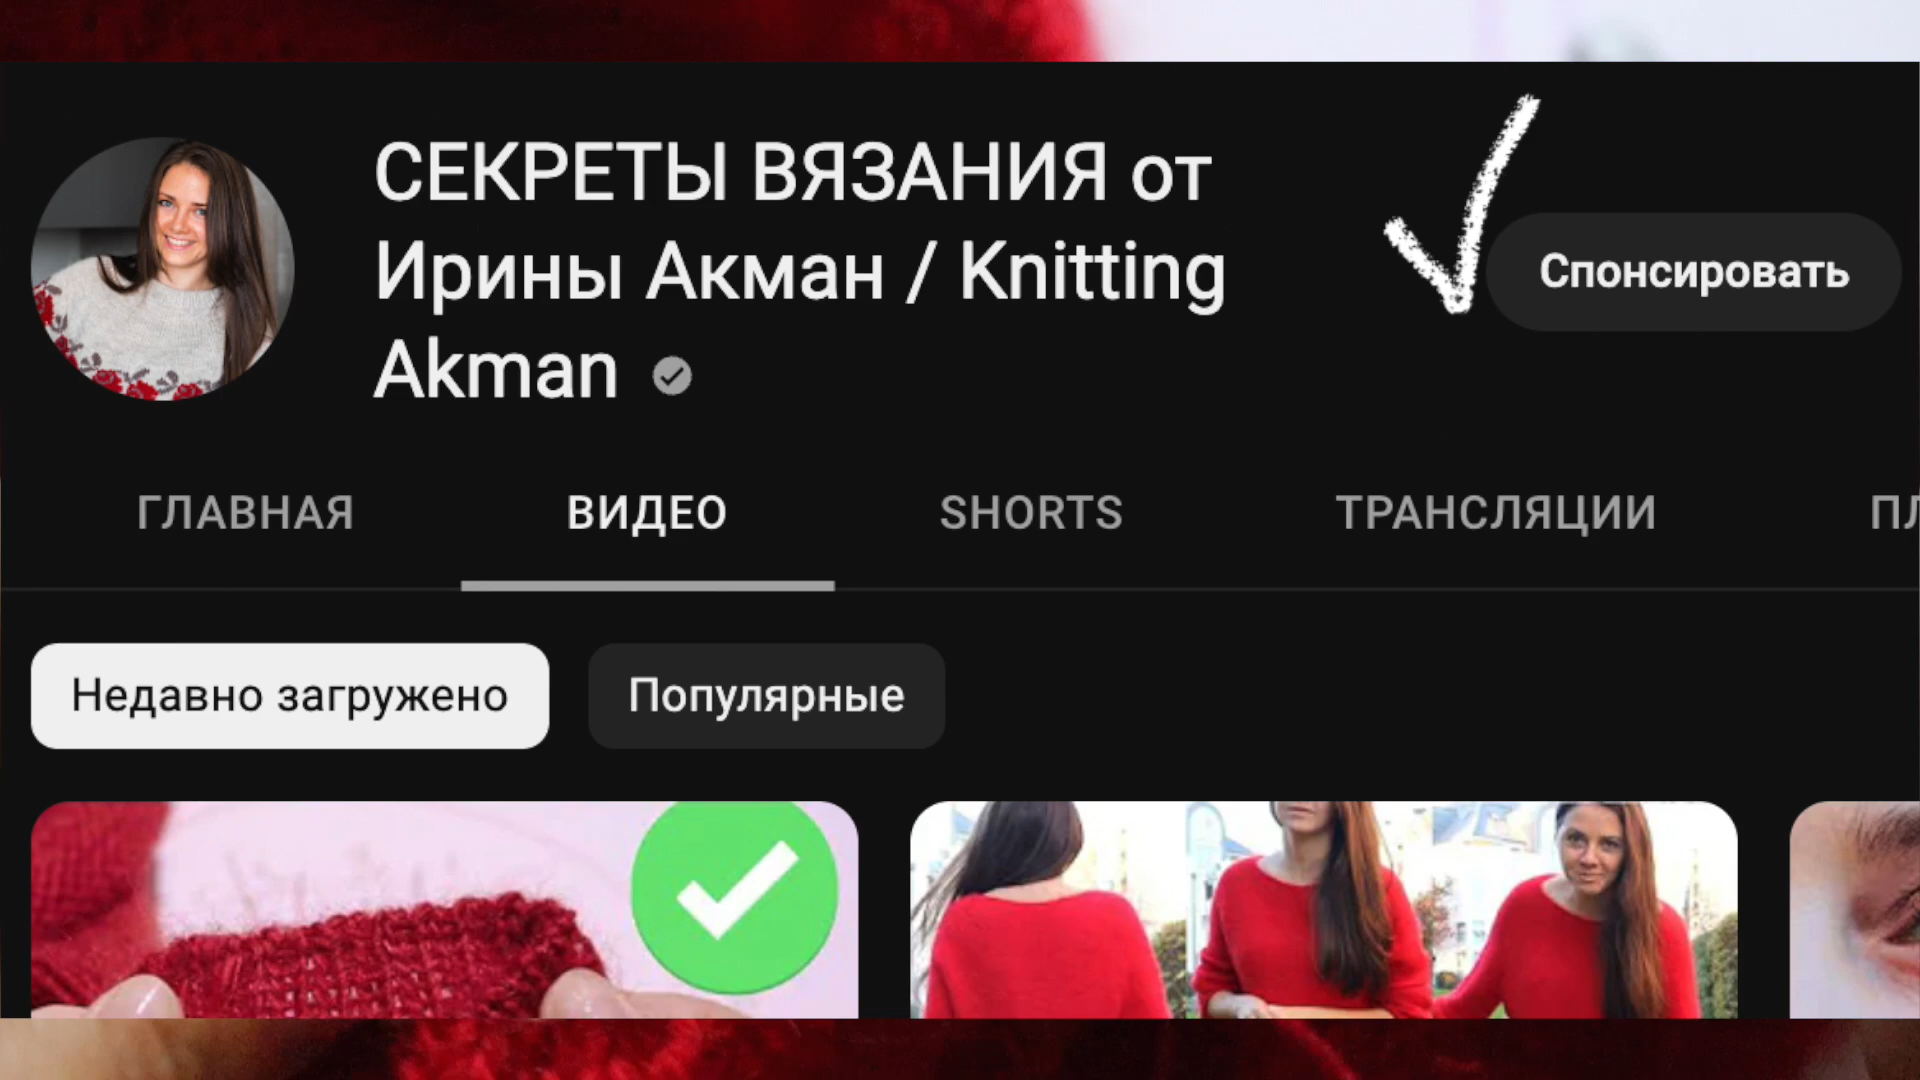 СЕКРЕТЫ ВЯЗАНИЯ от
Ирины Акман / Knitting
Akman
Спонсировать
ГЛАВНАЯ ВИДЕО SHORTS ТРАНСЛЯЦИИ
Недавно загружено Популярные